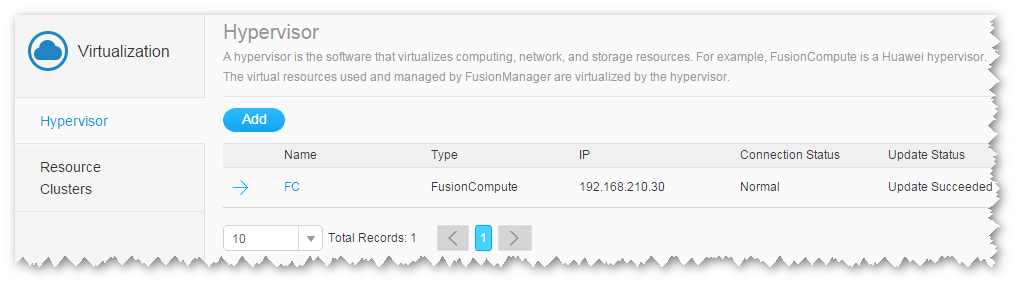 Virtualization
Hypervisor
Resource
Clusters
Hypervisor
A hypervisor is the software that virtualizes computing, network, and storage resources. For example, FusionCompute is a Huawei hypervisor.
The virtual resources used and managed by FusionManager are virtualized by the hypervisor.
Add
Name Type IP Connection Status Update Status
FC FusionCompute 192.168.210.30 Normal Update Succeeded
10 Total Records: 1 1